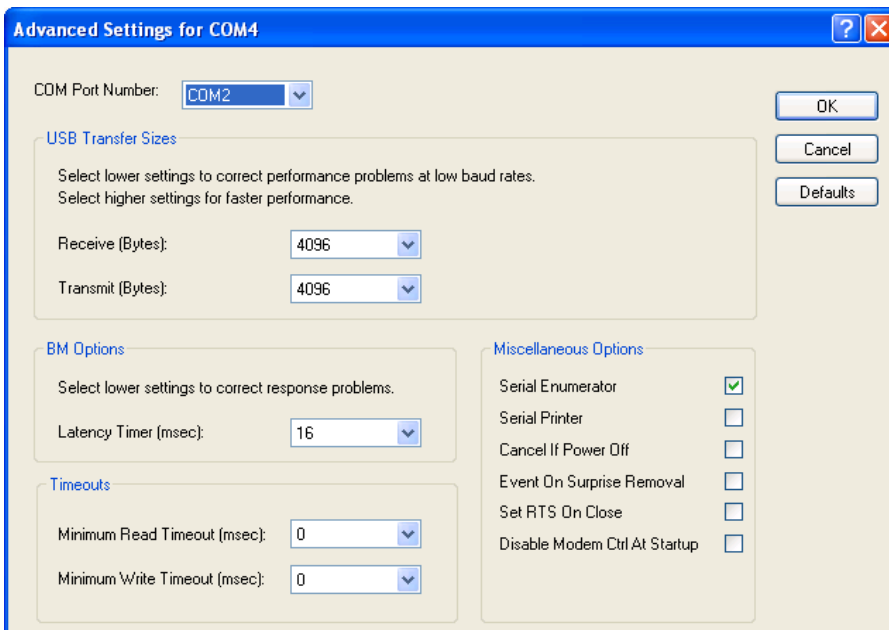 Advanced Settings for COM4
?
X
COM Port Number:
COM2
OK
Cancel
Defaults
USB Transfer Sizes
Select lower settings to correct performance problems at low baud rates.
Select higher settings for faster performance.
Receive (Bytes):
4096
Transmit (Bytes):
4096
BM Options
Select lower settings to correct response problems.
Latency Timer (msec):
16
Timeouts
Minimum Read Timeout (msec):
0
Minimum Write Timeout (msec):
0
Miscellaneous Options
Serial Enumerator
Serial Printer
Cancel If Power Off
Event On Surprise Removal
Set RTS On Close
Disable Modem Ctrl At Startup